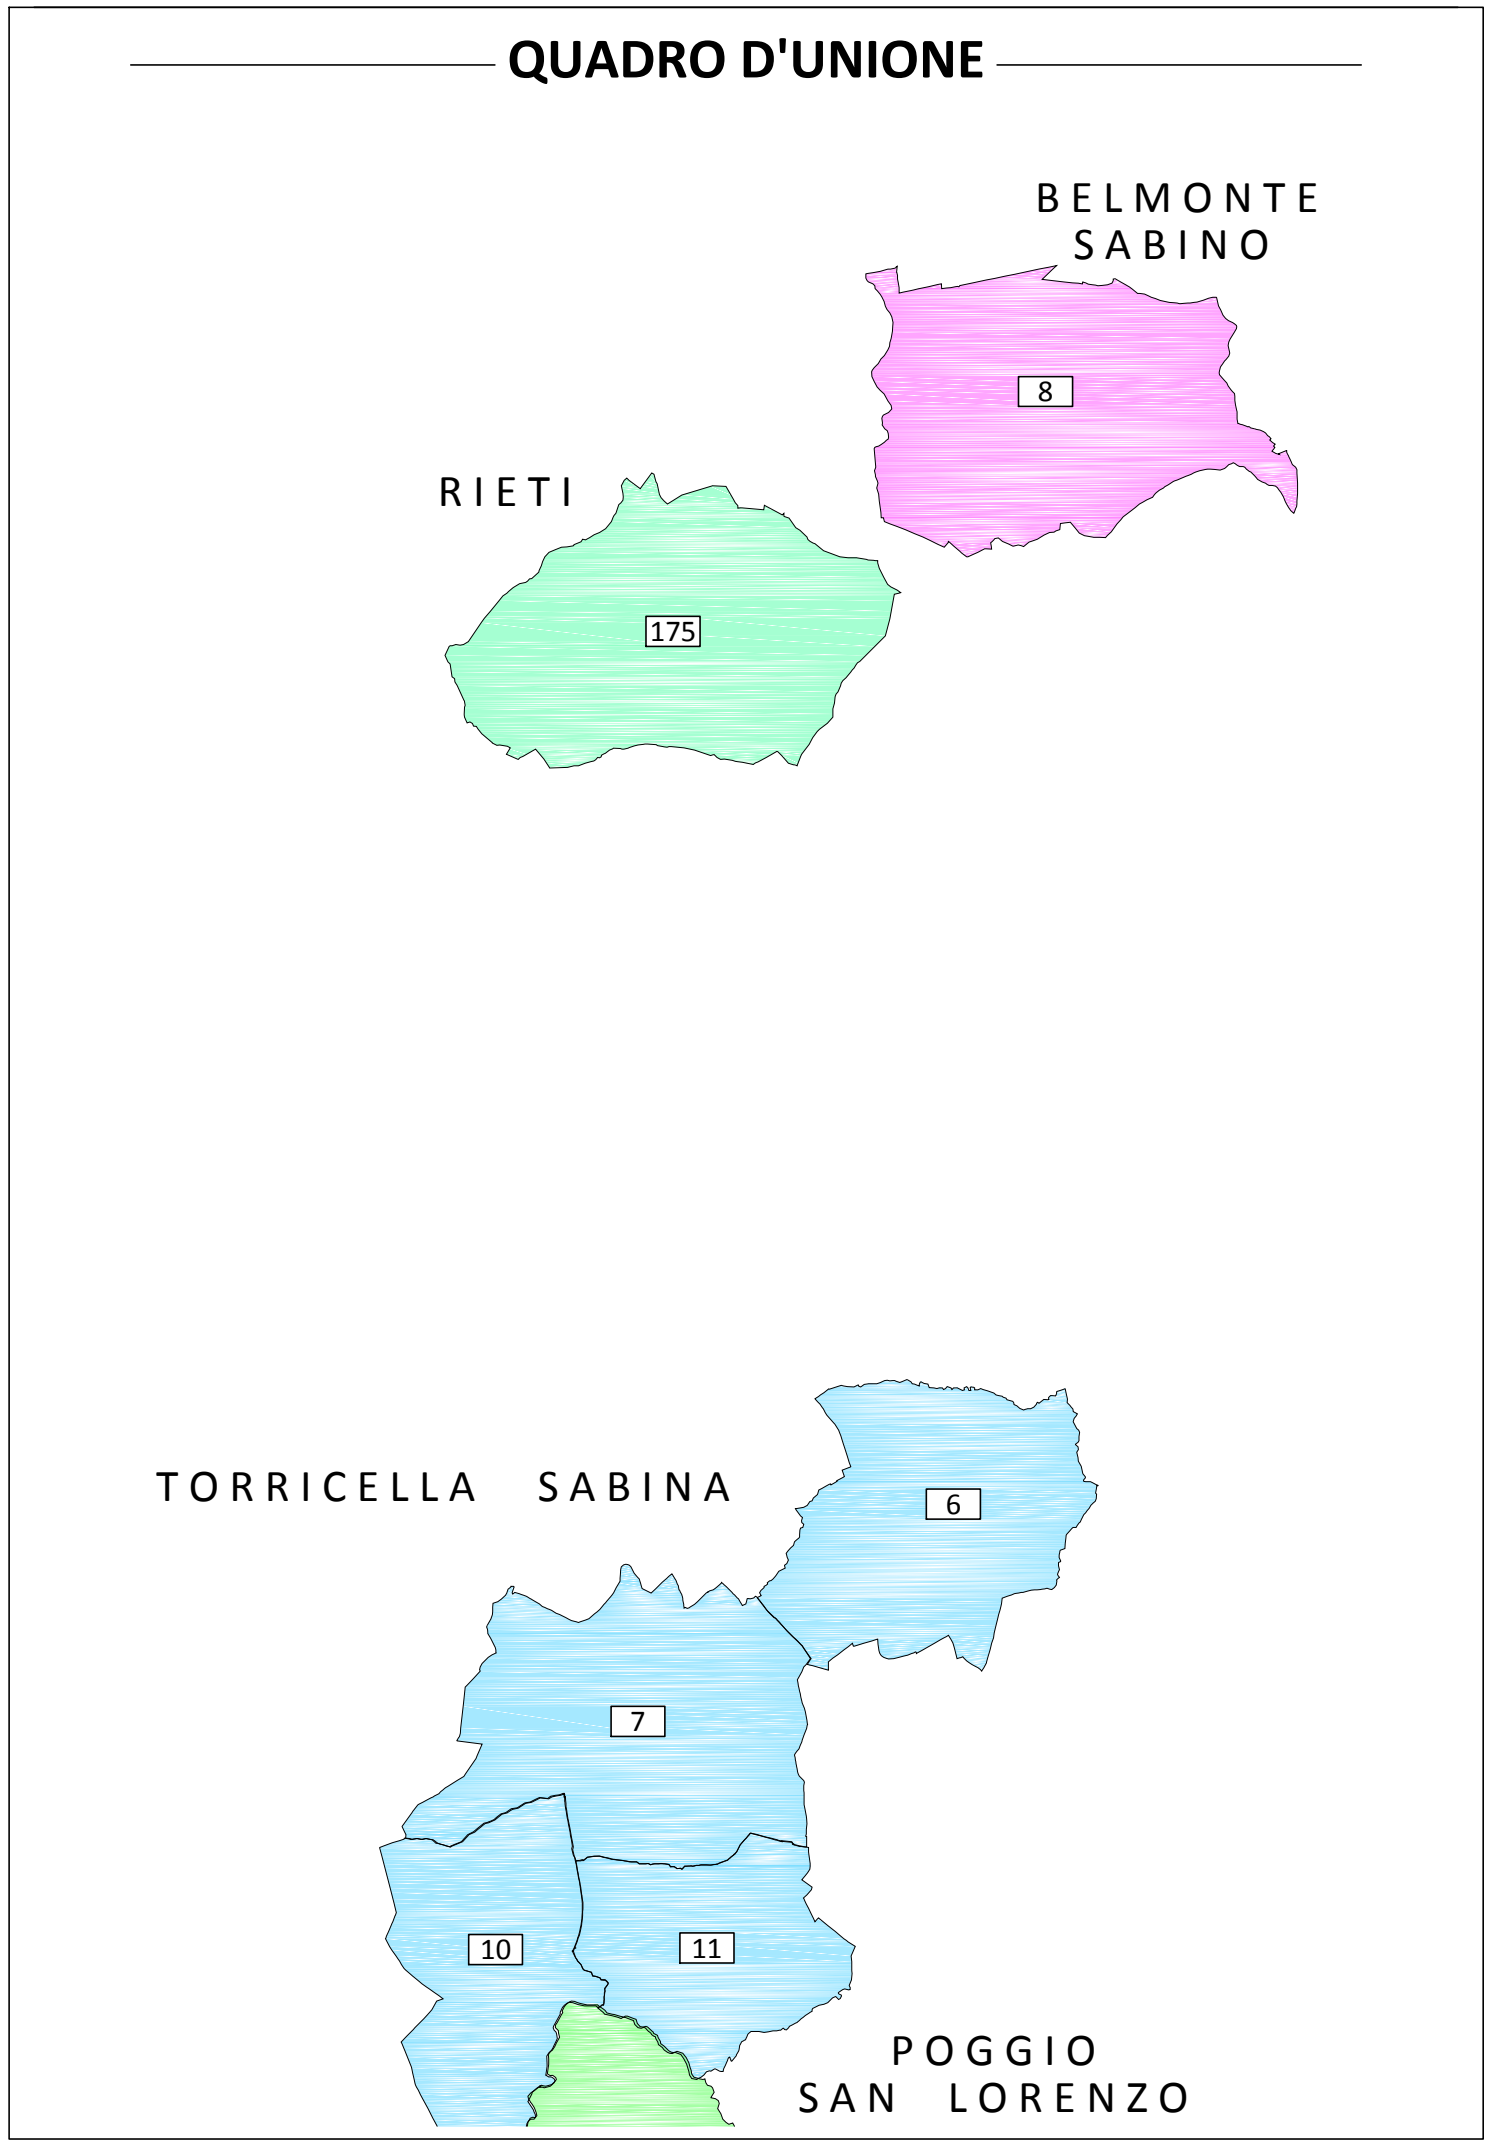 QUADRO D'UNIONE
BELMONTE
SABINO
8
RIETI
175
TORRICELLA SABINA
6
7
10
11
POGGIO
SAN LORENZO